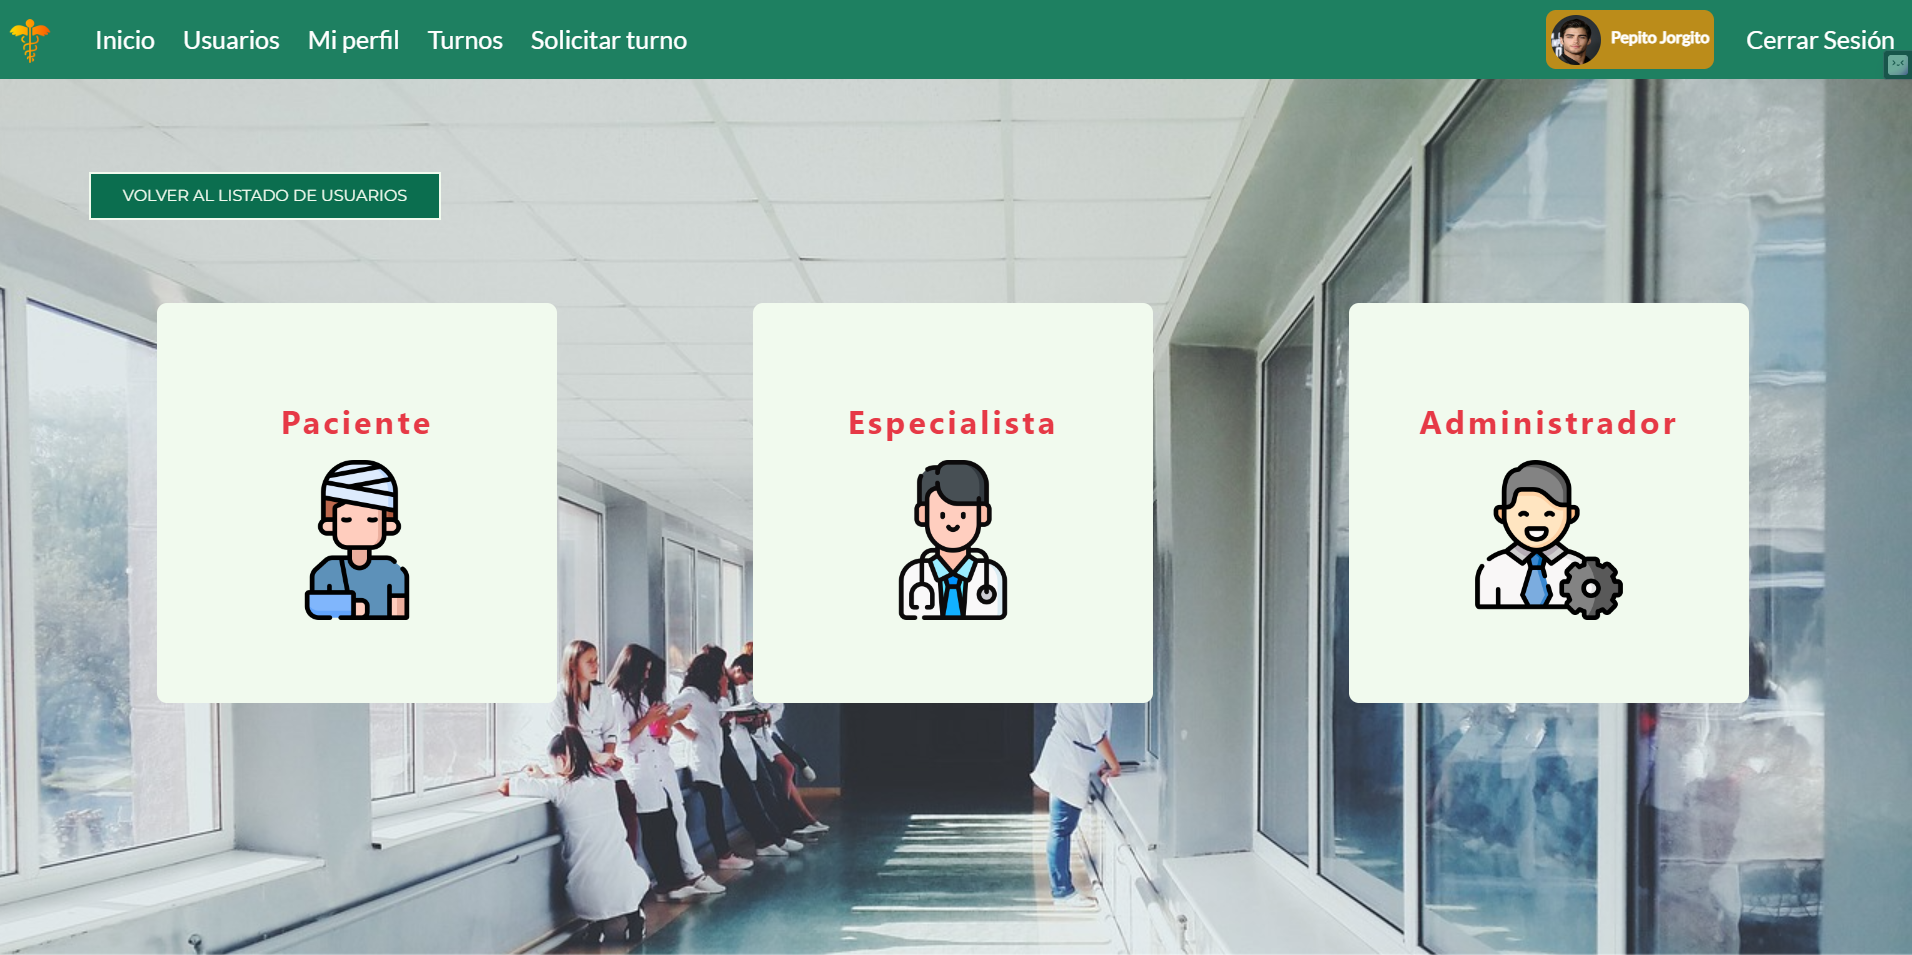 Inicio Usuarios Mi perfil Turnos Solicitar turno Pepito Jorgito Cerrar Sesión
VOLVER AL LISTADO DE USUARIOS
Paciente Especialista Administrador